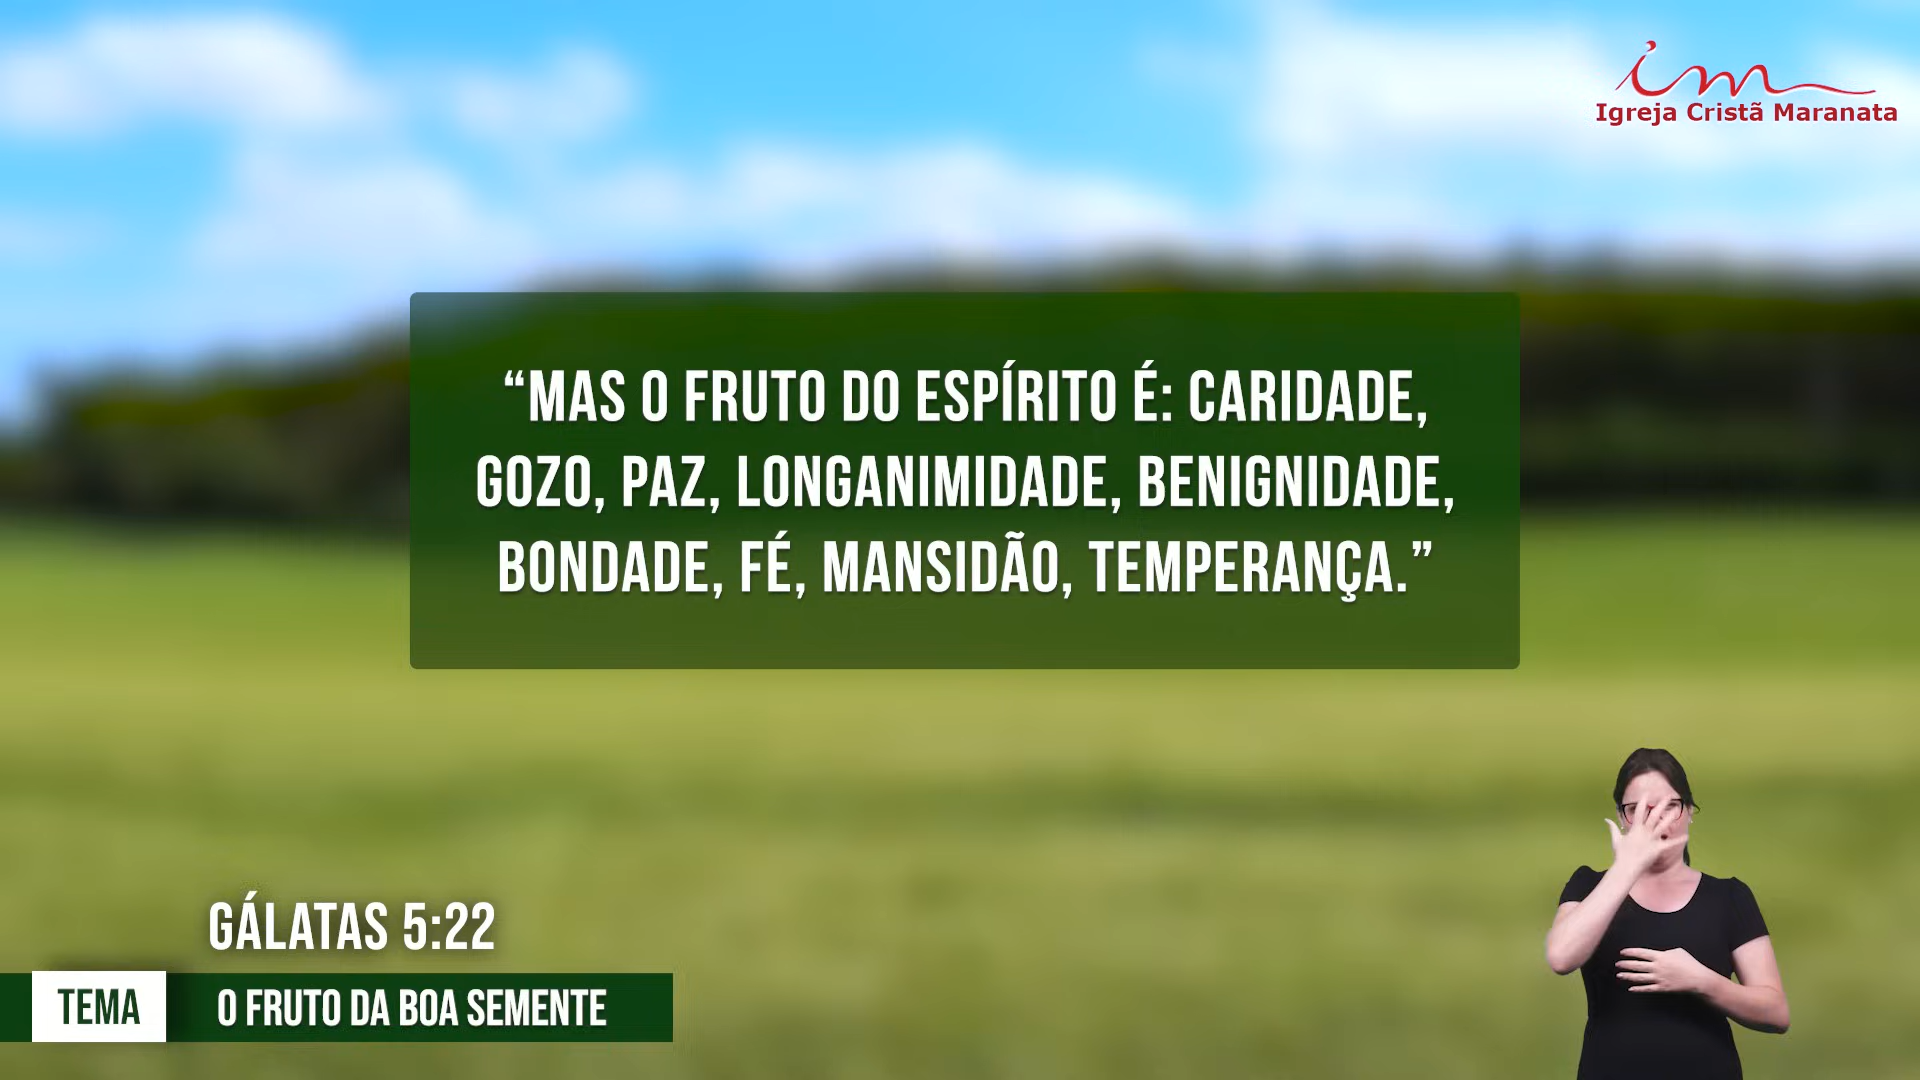 im
Igreja Cristã Maranata
“MAS O FRUTO DO ESPÍRITO É: CARIDADE,
GOZO, PAZ, LONGANIMIDADE, BENIGNIDADE,
BONDADE, FÉ, MANSIDÃO, TEMPERANÇA.”
GÁLATAS 5:22
TEMA
O FRUTO DA BOA SEMENTE